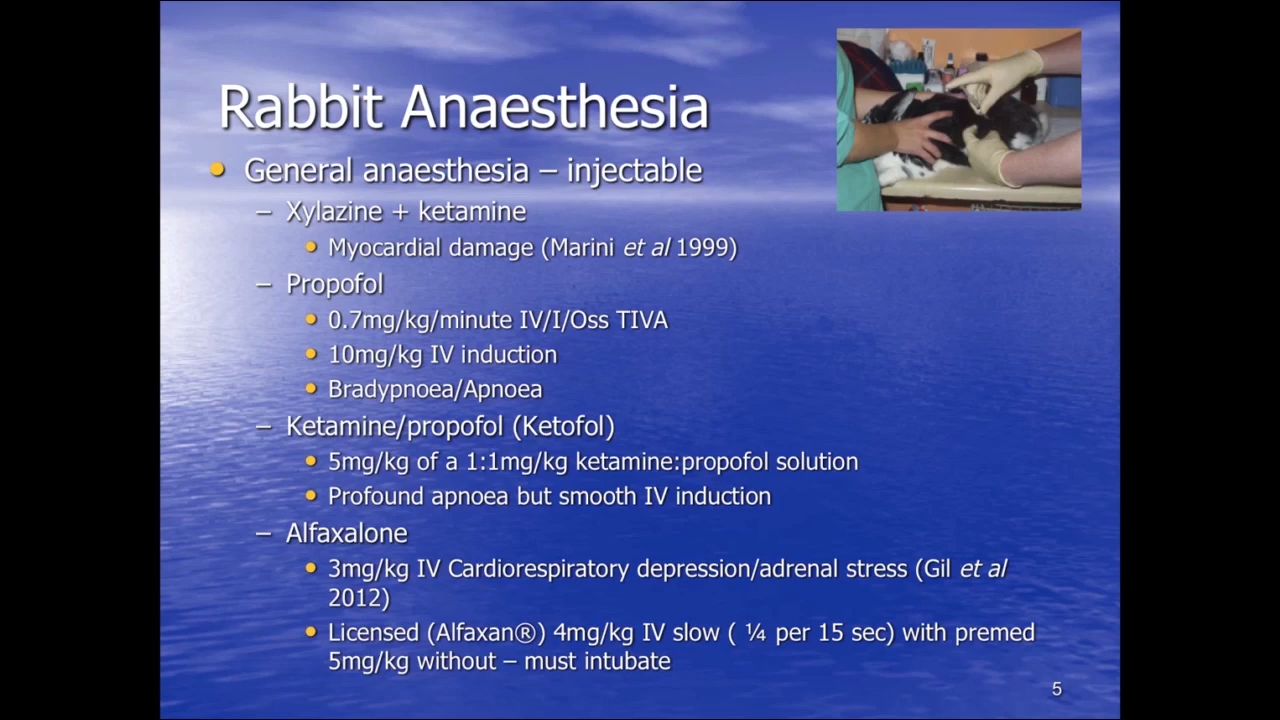 Rabbit Anaesthesia
• General anaesthesia – injectable
– Xylazine + ketamine
• Myocardial damage (Marini et al 1999)
– Propofol
• 0.7mg/kg/minute IV/I/Oss TIVA
• 10mg/kg IV induction
• Bradypnoea/Apnoea
– Ketamine/propofol (Ketofol)
• 5mg/kg of a 1:1mg/kg ketamine:propofol solution
• Profound apnoea but smooth IV induction
– Alfaxalone
• 3mg/kg IV Cardiorespiratory depression/adrenal stress (Gil et al
2012)
• Licensed (Alfaxan®) 4mg/kg IV slow ( ¼ per 15 sec) with premed
5mg/kg without – must intubate
5